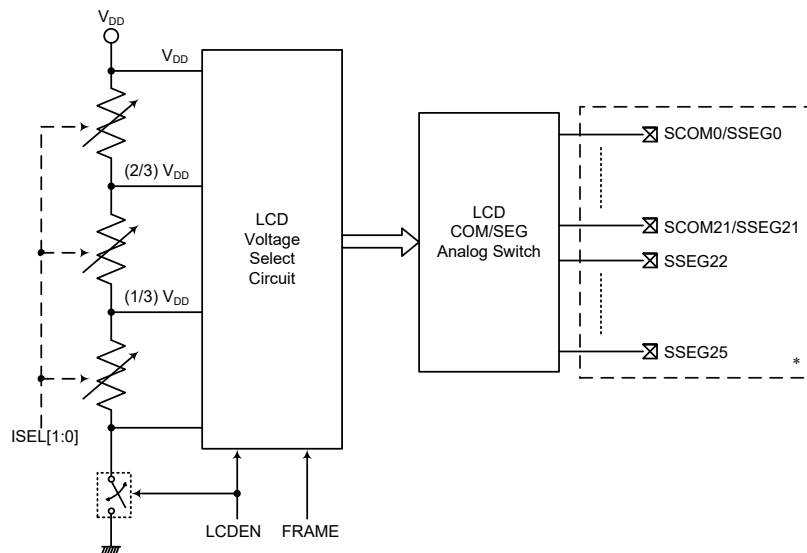 VDD
VDD
(2/3) VDD
(1/3) VDD
ISEL[1:0]
LCD
Voltage
Select
Circuit
LCDEN
FRAME
LCD
COM/SEG
Analog Switch
SCOM0/SSEG0
SCOM21/SSEG21
SSEG22
SSEG25
*